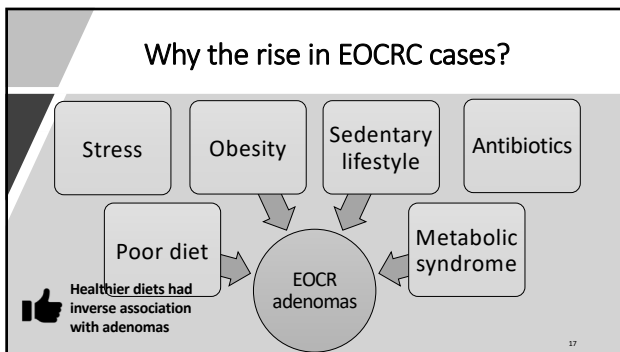 Why the rise in EOCRC cases?
Stress
Obesity
Sedentary
lifestyle
Antibiotics
Poor diet
EOCR
adenomas
Metabolic
syndrome
Healthier diets had
inverse association
with adenomas
17